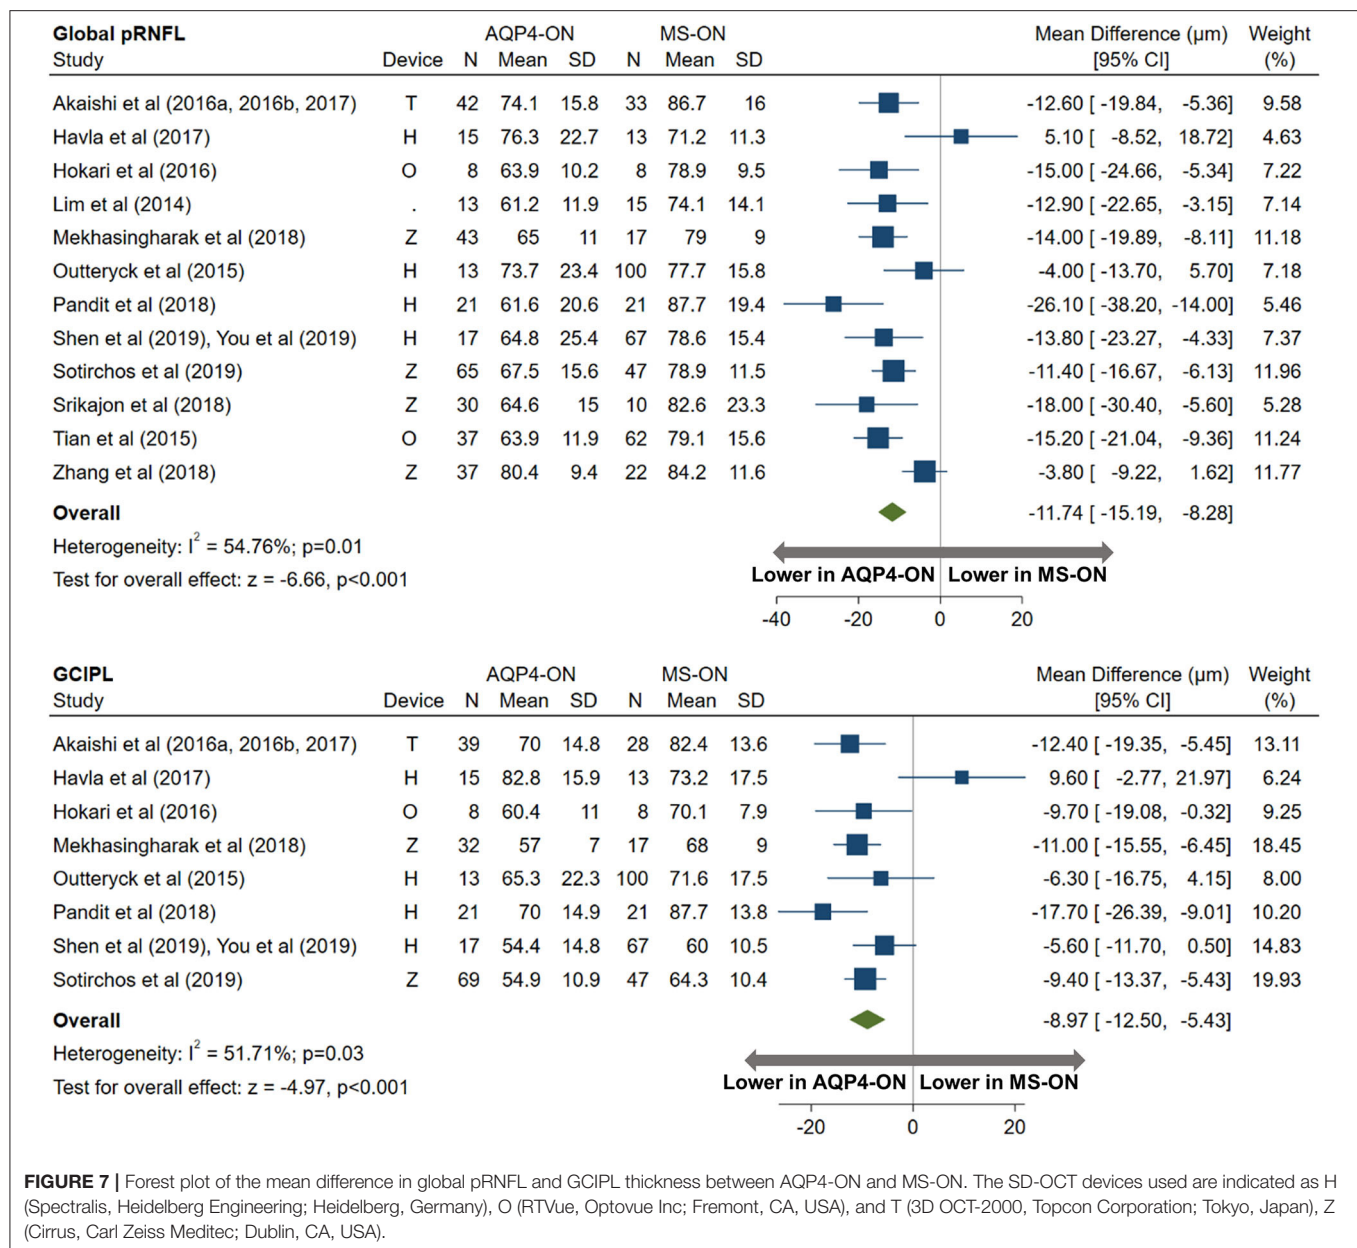 Global pRNFL AQP4-ON MS-ON Mean Difference (µm) Weight
Study Device N Mean SD N Mean SD [95% CI] (%)
Akaishi et al (2016a, 2016b, 2017) T 42 74.1 15.8 33 86.7 16 -12.60 [ -19.84, -5.36] 9.58
Havla et al (2017) H 15 76.3 22.7 13 71.2 11.3 5.10 [ -8.52, 18.72] 4.63
Hokari et al (2016) O 8 63.9 10.2 8 78.9 9.5 -15.00 [ -24.66, -5.34] 7.22
Lim et al (2014) . 13 61.2 11.9 15 74.1 14.1 -12.90 [ -22.65, -3.15] 7.14
Mekhasingharak et al (2018) Z 43 65 11 17 79 9 -14.00 [ -19.89, -8.11] 11.18
Outteryck et al (2015) H 13 73.7 23.4 100 77.7 15.8 -4.00 [ -13.70, 5.70] 7.18
Pandit et al (2018) H 21 61.6 20.6 21 87.7 19.4 -26.10 [ -38.20, -14.00] 5.46
Shen et al (2019), You et al (2019) H 17 64.8 25.4 67 78.6 15.4 -13.80 [ -23.27, -4.33] 7.37
Sotirchos et al (2019) Z 65 67.5 15.6 47 78.9 11.5 -11.40 [ -16.67, -6.13] 11.96
Srikajon et al (2018) Z 30 64.6 15 10 82.6 23.3 -18.00 [ -30.40, -5.60] 5.28
Tian et al (2015) O 37 63.9 11.9 62 79.1 15.6 -15.20 [ -21.04, -9.36] 11.24
Zhang et al (2018) Z 37 80.4 9.4 22 84.2 11.6 -3.80 [ -9.22, 1.62] 11.77
Overall -11.74 [ -15.19, -8.28]
Heterogeneity: I² = 54.76%; p=0.01
Test for overall effect: z = -6.66, p<0.001
Lower in AQP4-ON Lower in MS-ON
-40 -20 0 20
GCIPL AQP4-ON MS-ON Mean Difference (µm) Weight
Study Device N Mean SD N Mean SD [95% CI] (%)
Akaishi et al (2016a, 2016b, 2017) T 39 70 14.8 28 82.4 13.6 -12.40 [ -19.35, -5.45] 13.11
Havla et al (2017) H 15 82.8 15.9 13 73.2 17.5 9.60 [ -2.77, 21.97] 6.24
Hokari et al (2016) O 8 60.4 11 8 70.1 7.9 -9.70 [ -19.08, -0.32] 9.25
Mekhasingharak et al (2018) Z 32 57 7 17 68 9 -11.00 [ -15.55, -6.45] 18.45
Outteryck et al (2015) H 13 65.3 22.3 100 71.6 17.5 -6.30 [ -16.75, 4.15] 8.00
Pandit et al (2018) H 21 70 14.9 21 87.7 13.8 -17.70 [ -26.39, -9.01] 10.20
Shen et al (2019), You et al (2019) H 17 54.4 14.8 67 60 10.5 -5.60 [ -11.70, 0.50] 14.83
Sotirchos et al (2019) Z 69 54.9 10.9 47 64.3 10.4 -9.40 [ -13.37, -5.43] 19.93
Overall -8.97 [ -12.50, -5.43]
Heterogeneity: I² = 51.71%; p=0.03
Test for overall effect: z = -4.97, p<0.001
Lower in AQP4-ON Lower in MS-ON
-20 0 20
FIGURE 7 | Forest plot of the mean difference in global pRNFL and GCIPL thickness between AQP4-ON and MS-ON. The SD-OCT devices used are indicated as H
(Spectralis, Heidelberg Engineering; Heidelberg, Germany), O (RTVue, Optovue Inc; Fremont, CA, USA), and T (3D OCT-2000, Topcon Corporation; Tokyo, Japan), Z
(Cirrus, Carl Zeiss Meditec; Dublin, CA, USA).